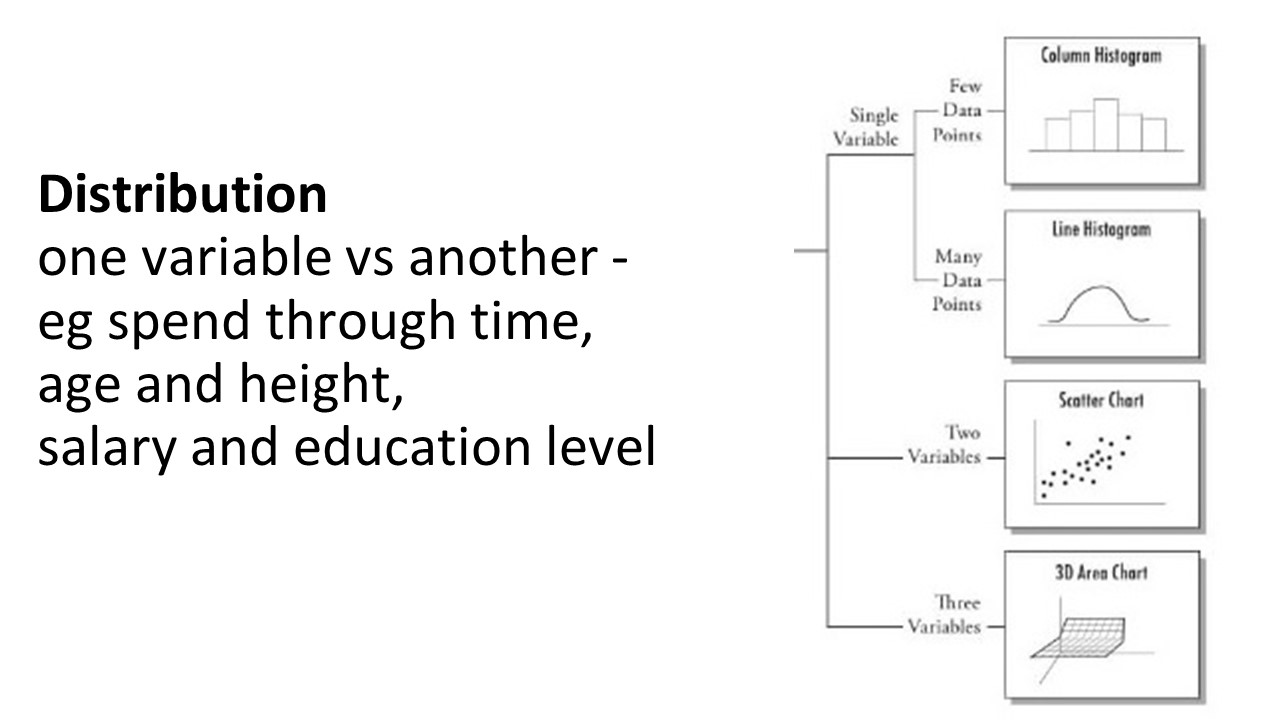 Distribution
one variable vs another -
eg spend through time,
age and height,
salary and education level
Single
Variable
Few
Data
Points
Column Histogram
Many
Data
Points
Line Histogram
Two
Variables
Scatter Chart
Three
Variables
3D Area Chart